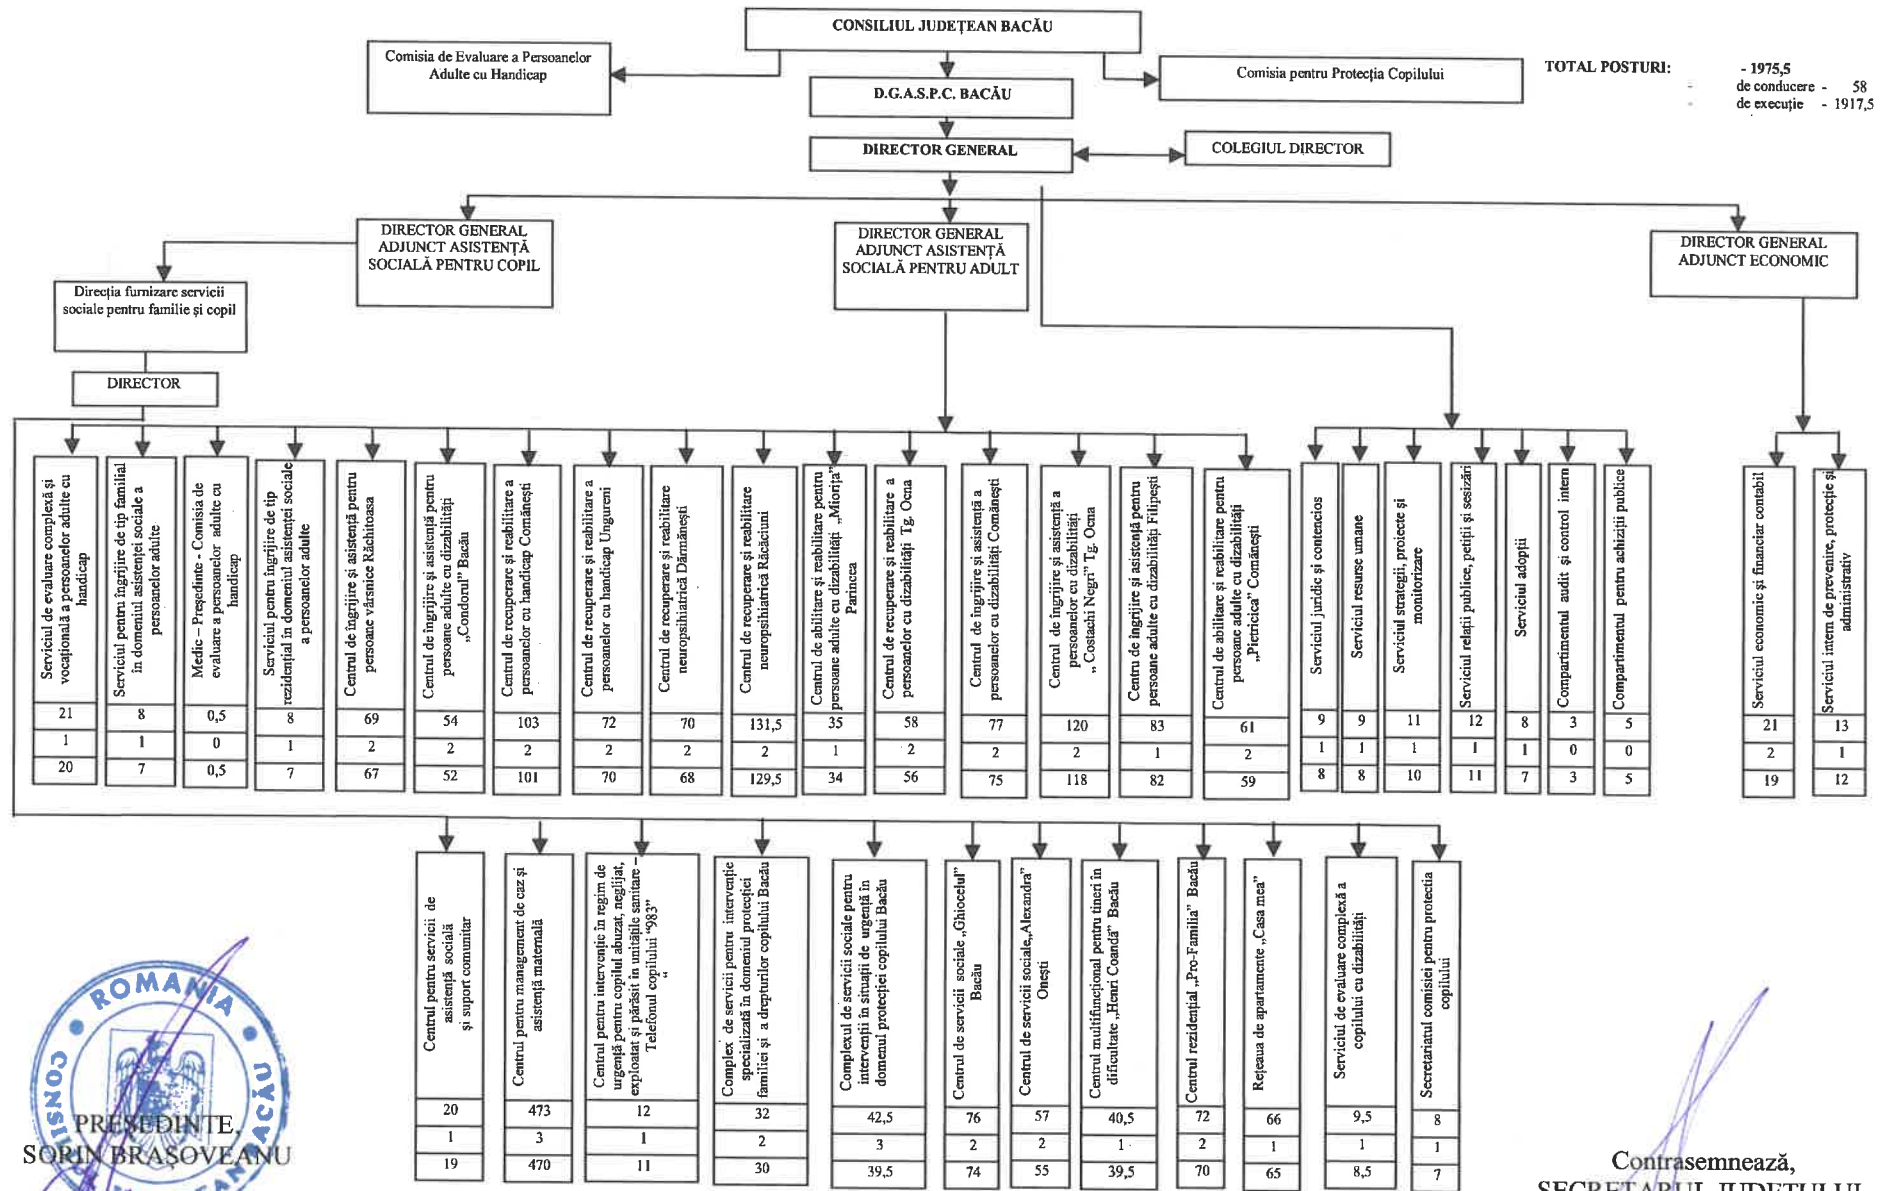 CONSILIUL JUDEȚEAN BACĂU
Comisia de Evaluare a Persoanelor
Adulte cu Handicap
Comisia pentru Protecția Copilului
TOTAL POSTURI: - 1975,5
- de conducere - 58
- de execuție - 1917,5
D.G.A.S.P.C. BACĂU
DIRECTOR GENERAL
COLEGIUL DIRECTOR
DIRECTOR GENERAL
ADJUNCT ASISTENȚĂ
SOCIALĂ PENTRU COPIL
DIRECTOR GENERAL
ADJUNCT ASISTENȚĂ
SOCIALĂ PENTRU ADULT
DIRECTOR GENERAL
ADJUNCT ECONOMIC
Direcția furnizare servicii
sociale pentru familie și copil
DIRECTOR
Serviciul de evaluare complexă și
vocațională a persoanelor adulte cu
handicap
21
1
20
Serviciul pentru îngrijire de tip familial
în domeniul asistenței sociale a
persoanelor adulte
8
1
7
Medic – Președinte - Comisia de
evaluare a persoanelor adulte cu
handicap
0,5
0
0,5
Serviciul pentru îngrijire de tip
rezidențial în domeniul asistenței sociale
a persoanelor adulte
8
1
7
Centrul de îngrijire și asistență pentru
persoane vârsnice Răchitoasa
69
2
67
Centrul de îngrijire și asistență pentru
persoane adulte cu dizabilități
„Condorul” Bacău
54
2
52
Centrul de recuperare și reabilitare a
persoanelor cu handicap Comănești
103
2
101
Centrul de recuperare și reabilitare a
persoanelor cu handicap Ungureni
72
2
70
Centrul de recuperare și reabilitare
neuropsihiatrică Dărmănești
70
2
68
Centrul de recuperare și reabilitare
neuropsihiatrică Răcăciuni
131,5
2
129,5
Centrul de abilitare și reabilitare pentru
persoane adulte cu dizabilități „Miorița”
Parincea
35
1
34
Centrul de recuperare și reabilitare a
persoanelor cu dizabilități Tg. Ocna
58
2
56
Centrul de îngrijire și asistență a
persoanelor cu dizabilități Comănești
77
2
75
Centrul de îngrijire și asistență a
persoanelor cu dizabilități
„ Costachi Negri” Tg. Ocna
120
2
118
Centru de îngrijire și asistență pentru
persoane adulte cu dizabilități Filipești
83
1
82
Centrul de abilitare și reabilitare pentru
persoane adulte cu dizabilități
„Pietricica” Comănești
61
2
59
Serviciul juridic și contencios
9
1
8
Serviciul resurse umane
9
1
8
Serviciul strategii, proiecte și
monitorizare
11
1
10
Serviciul relații publice, petiții și sesizări
12
1
11
Serviciul adopții
8
1
7
Compartimentul audit și control intern
3
0
3
Compartimentul pentru achiziții publice
5
0
5
Serviciul economic și financiar contabil
21
2
19
Serviciul intern de prevenire, protecție și
administrativ
13
1
12
Centrul pentru servicii de
asistență socială
și suport comunitar
20
1
19
Centrul pentru management de caz și
asistență maternală
473
3
470
Centrul pentru intervenție în regim de
urgență pentru copilul abuzat, neglijat,
exploatat și părăsit în unitățile sanitare –
Telefonul copilului “983”
“
12
1
11
Complex de servicii pentru intervenție
specializată în domeniul protecției
familiei și a drepturilor copilului Bacău
32
2
30
Complexul de servicii sociale pentru
intervenții în situații de urgență în
domenul protecției copilului Bacău
42,5
3
39,5
Centrul de servicii sociale „Ghiocelul”
Bacău
76
2
74
Centrul de servicii sociale„Alexandra”
Onești
57
2
55
Centrul multifuncțional pentru tineri în
dificultate „Henri Coandă” Bacău
40,5
1
39,5
Centrul rezidențial „Pro-Familia” Bacău
72
2
70
Rețeaua de apartamente „Casa mea”
66
1
65
Serviciul de evaluare complexă a
copilului cu dizabilități
9,5
1
8,5
Secretariatul comisiei pentru protectia
copilului
8
1
7
ROMANIA
BACĂU
PREȘEDINTE,
SORIN BRAȘOVEANU
Contrasemnează,
SECRETARUL JUDEȚULUI